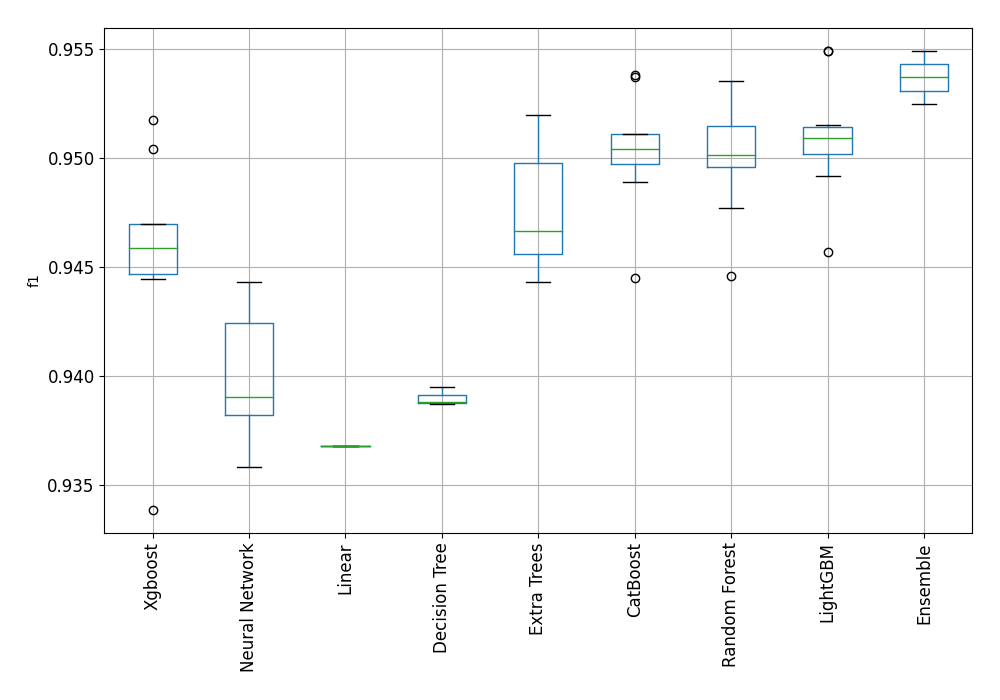 0.955
0.950
0.945
0.940
0.935
f1
Xgboost
Neural Network
Linear
Decision Tree
Extra Trees
CatBoost
Random Forest
LightGBM
Ensemble